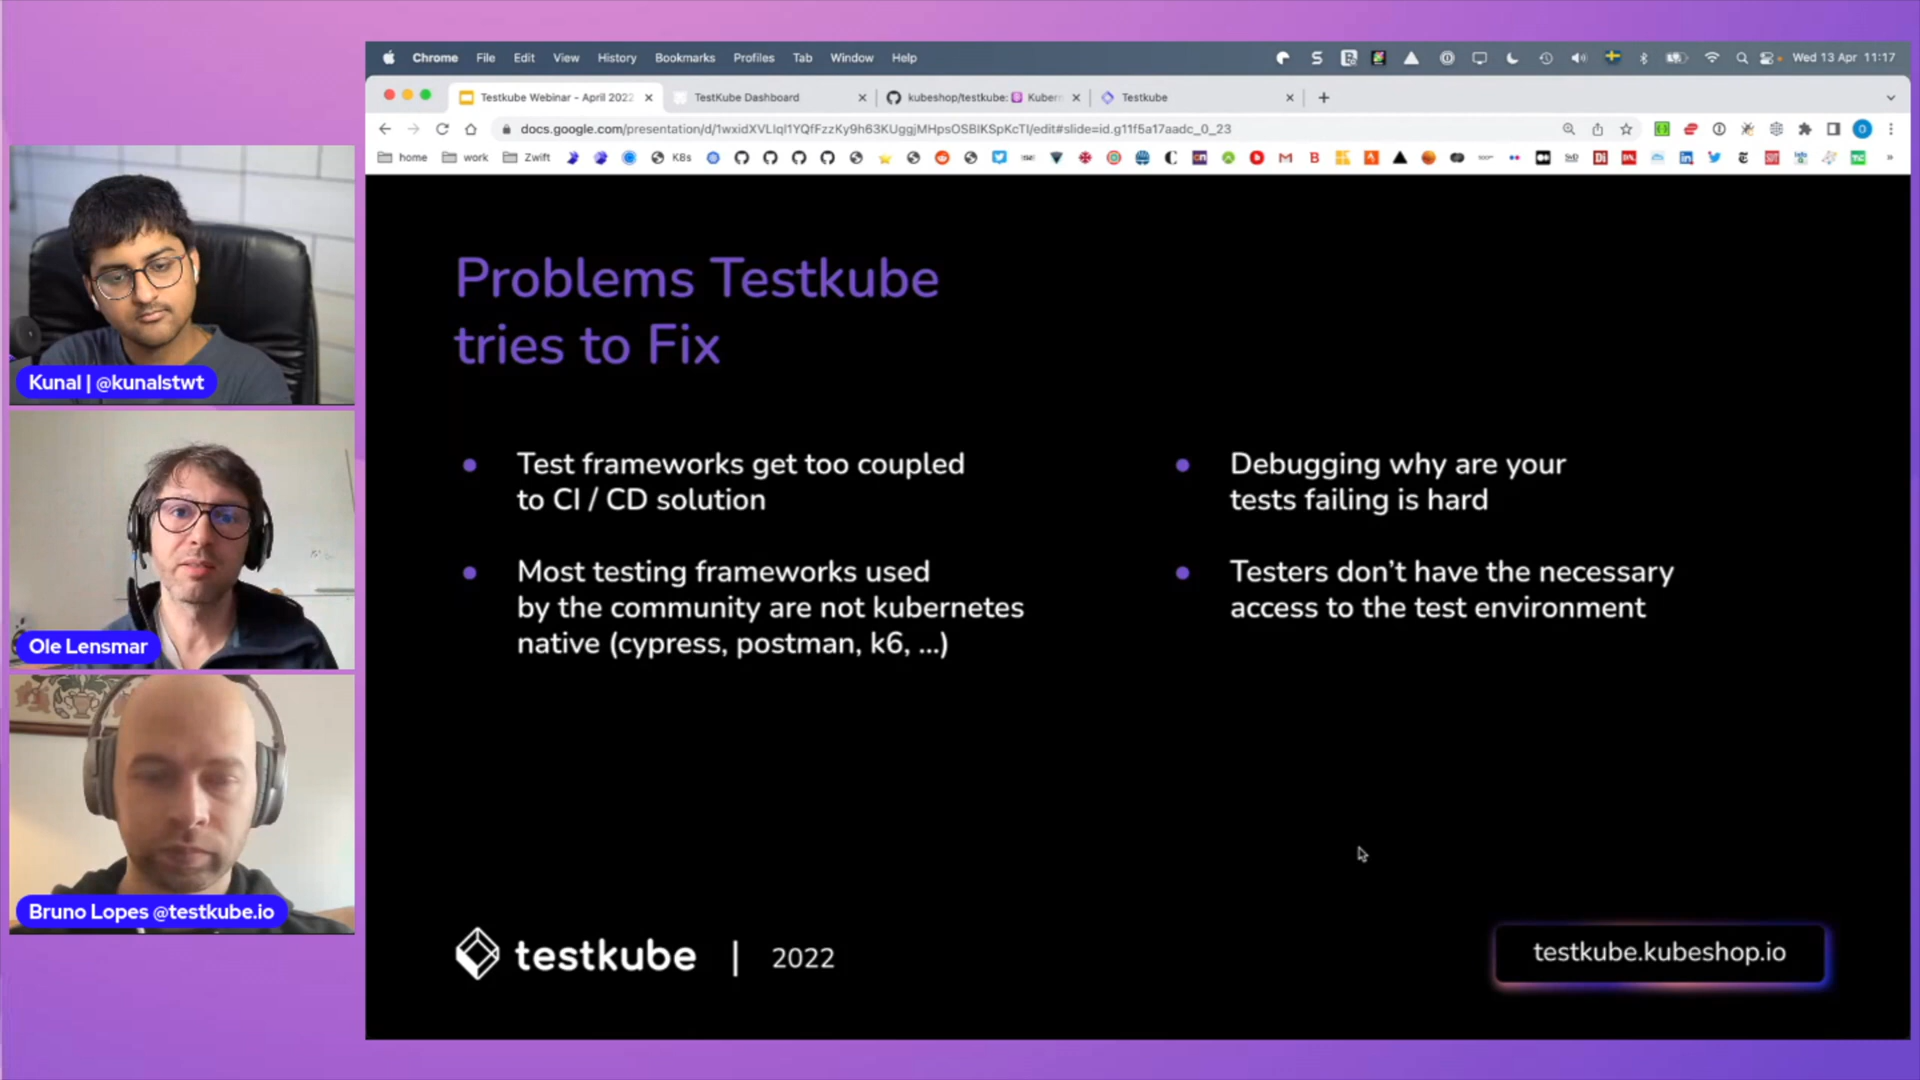 Chrome File Edit View History Bookmarks Profiles Tab Window Help
Wed 13 Apr 11:17
Testkube Webinar - April 2022
TestKube Dashboard
kubeshop/testkube:
Kubern
Testkube
docs.google.com/presentation/d/1wxidXVLIqI1YQfFzzKy9h63KUggjMHpsOSBIKSpKcTI/edit#slide=id.g11f5a17aadc_0_23
home work Zwift K8s
Problems Testkube
tries to Fix
Test frameworks get too coupled
to CI / CD solution
Most testing frameworks used
by the community are not kubernetes
native (cypress, postman, k6, ...)
Debugging why are your
tests failing is hard
Testers don’t have the necessary
access to the test environment
testkube | 2022
testkube.kubeshop.io
Kunal | @kunalstwt
Ole Lensmar
Bruno Lopes @testkube.io